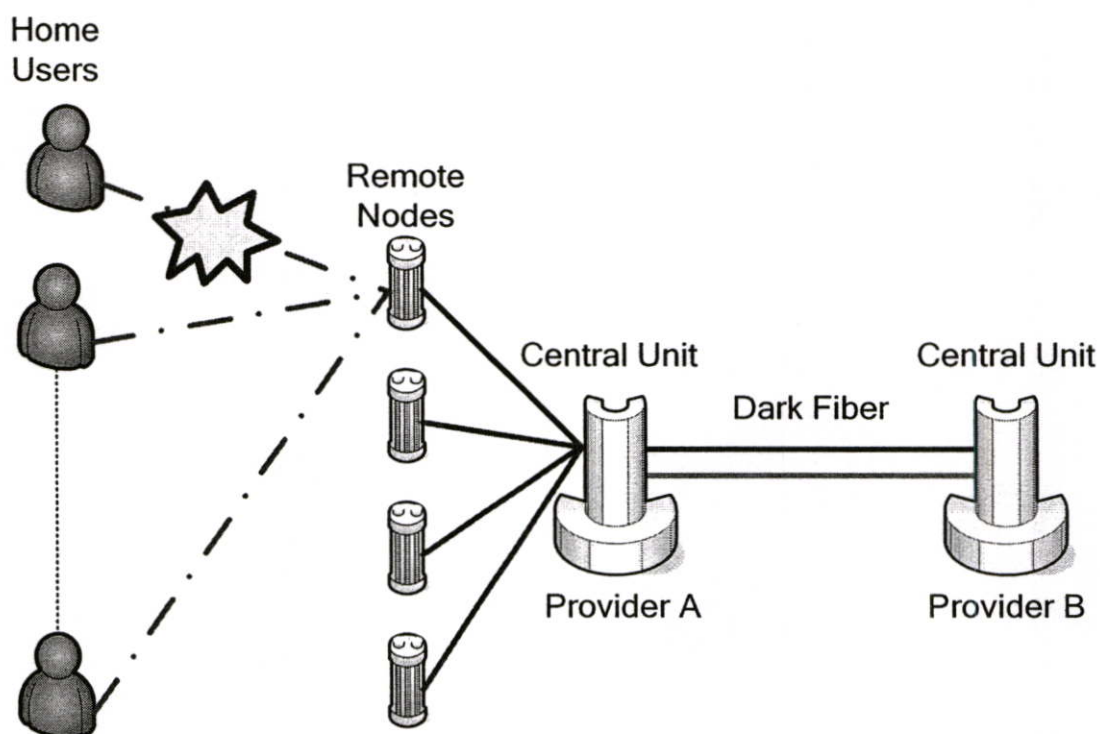 Home
Users
Remote
Nodes
Central Unit
Central Unit
Dark Fiber
Provider A
Provider B